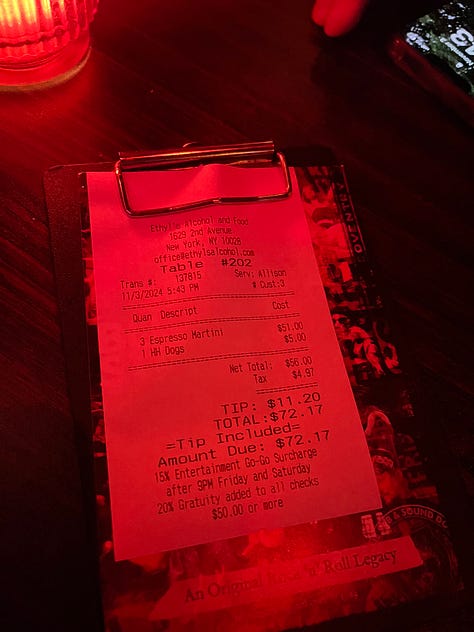 Ethyl's Alcohol and Food
1629 2nd Avenue
New York, NY 10028
office@ethylsalcohol.com
Table #202
Trans #: 137815 Serv: Allison
11/3/2024 5:43 PM # Cust:3
Quan Descript Cost
3 Espresso Martini $51.00
1 HH Dogs $5.00
Net Total: $56.00
Tax $4.97
TIP: $11.20
TOTAL:$72.17
=Tip Included=
Amount Due: $72.17
15% Entertainment Go-Go Surcharge
after 9PM Friday and Saturday
20% Gratuity added to all checks
$50.00 or more
An Original Rock 'n' Roll Legacy
& SOUND